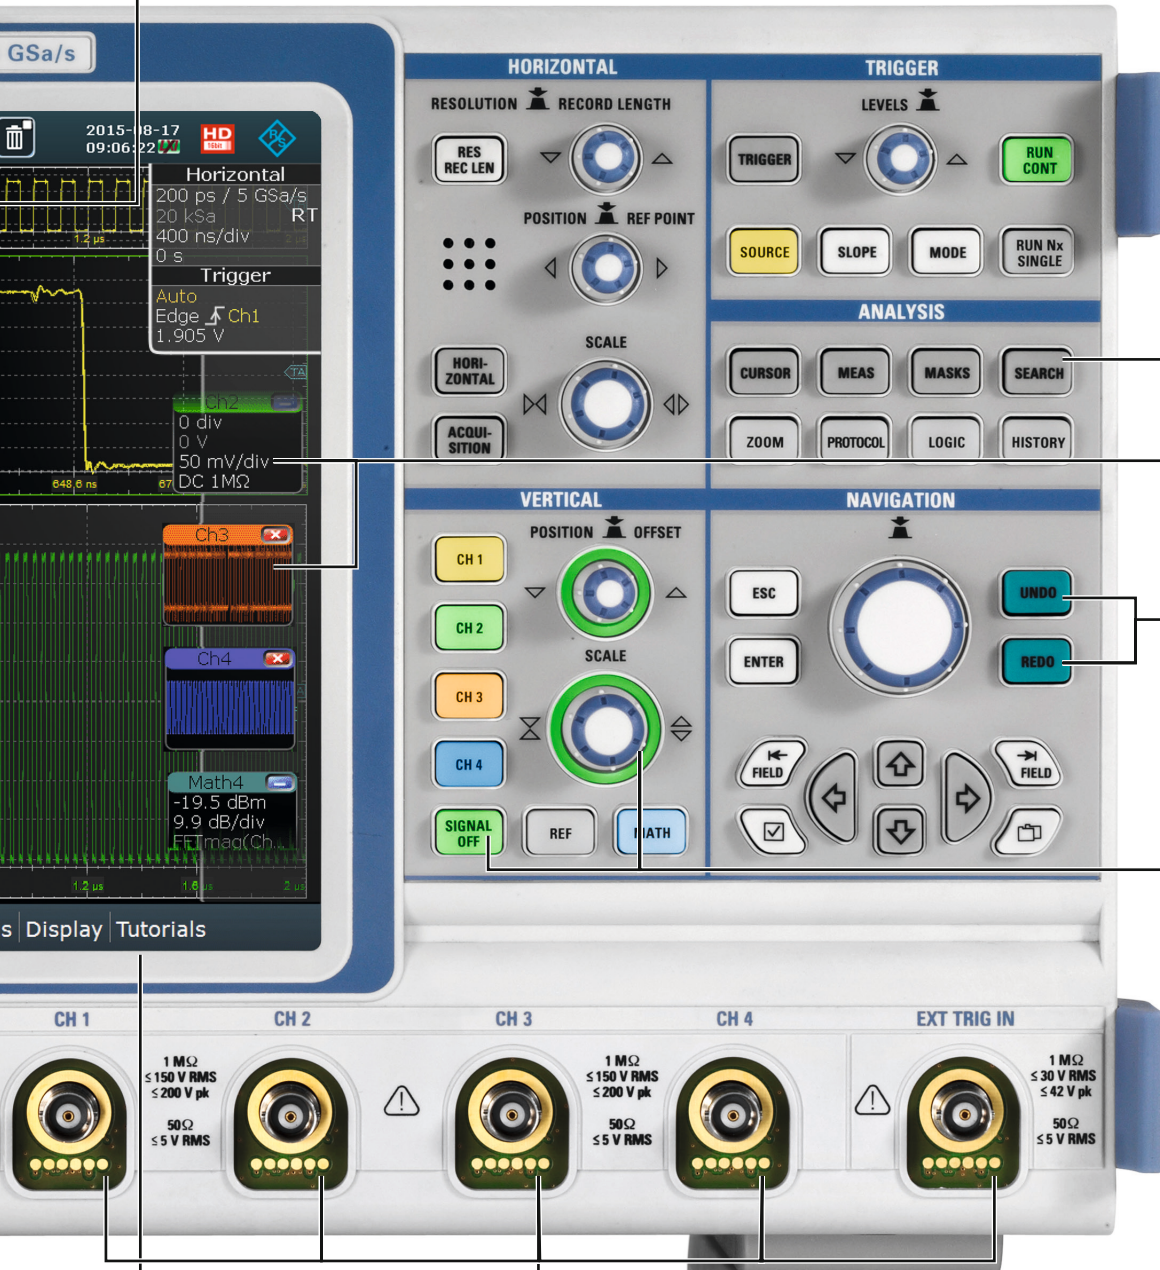 GSa/s
2015-08-17
09:06:22
HD
16bit
R&S
Horizontal
200 ps / 5 GSa/s
20 kSa RT
400 ns/div
0 s
Trigger
Auto
Edge Ch1
1.905 V
1.2 µs
TA
Ch2
0 div
0 V
50 mV/div
DC 1MΩ
648.6 ns
Ch3
Ch4
Math4
-19.5 dBm
9.9 dB/div
FFTmag(Ch...
1.2 µs
1.6 µs
2 µs
Display
Tutorials
HORIZONTAL
RESOLUTION RECORD LENGTH
RES
REC LEN
POSITION REF POINT
HORI-
ZONTAL
SCALE
ACQUI-
SITION
TRIGGER
LEVELS
TRIGGER
RUN
CONT
SOURCE
SLOPE
MODE
RUN Nx
SINGLE
ANALYSIS
CURSOR
MEAS
MASKS
SEARCH
ZOOM
PROTOCOL
LOGIC
HISTORY
VERTICAL
POSITION OFFSET
CH 1
CH 2
SCALE
CH 3
CH 4
SIGNAL
OFF
REF
MATH
NAVIGATION
ESC
UNDO
ENTER
REDO
FIELD
FIELD
CH 1
CH 2
CH 3
CH 4
EXT TRIG IN
1 MΩ
≤150 V RMS
≤200 V pk
50Ω
≤5 V RMS
1 MΩ
≤150 V RMS
≤200 V pk
50Ω
≤5 V RMS
1 MΩ
≤30 V RMS
≤42 V pk
50Ω
≤5 V RMS